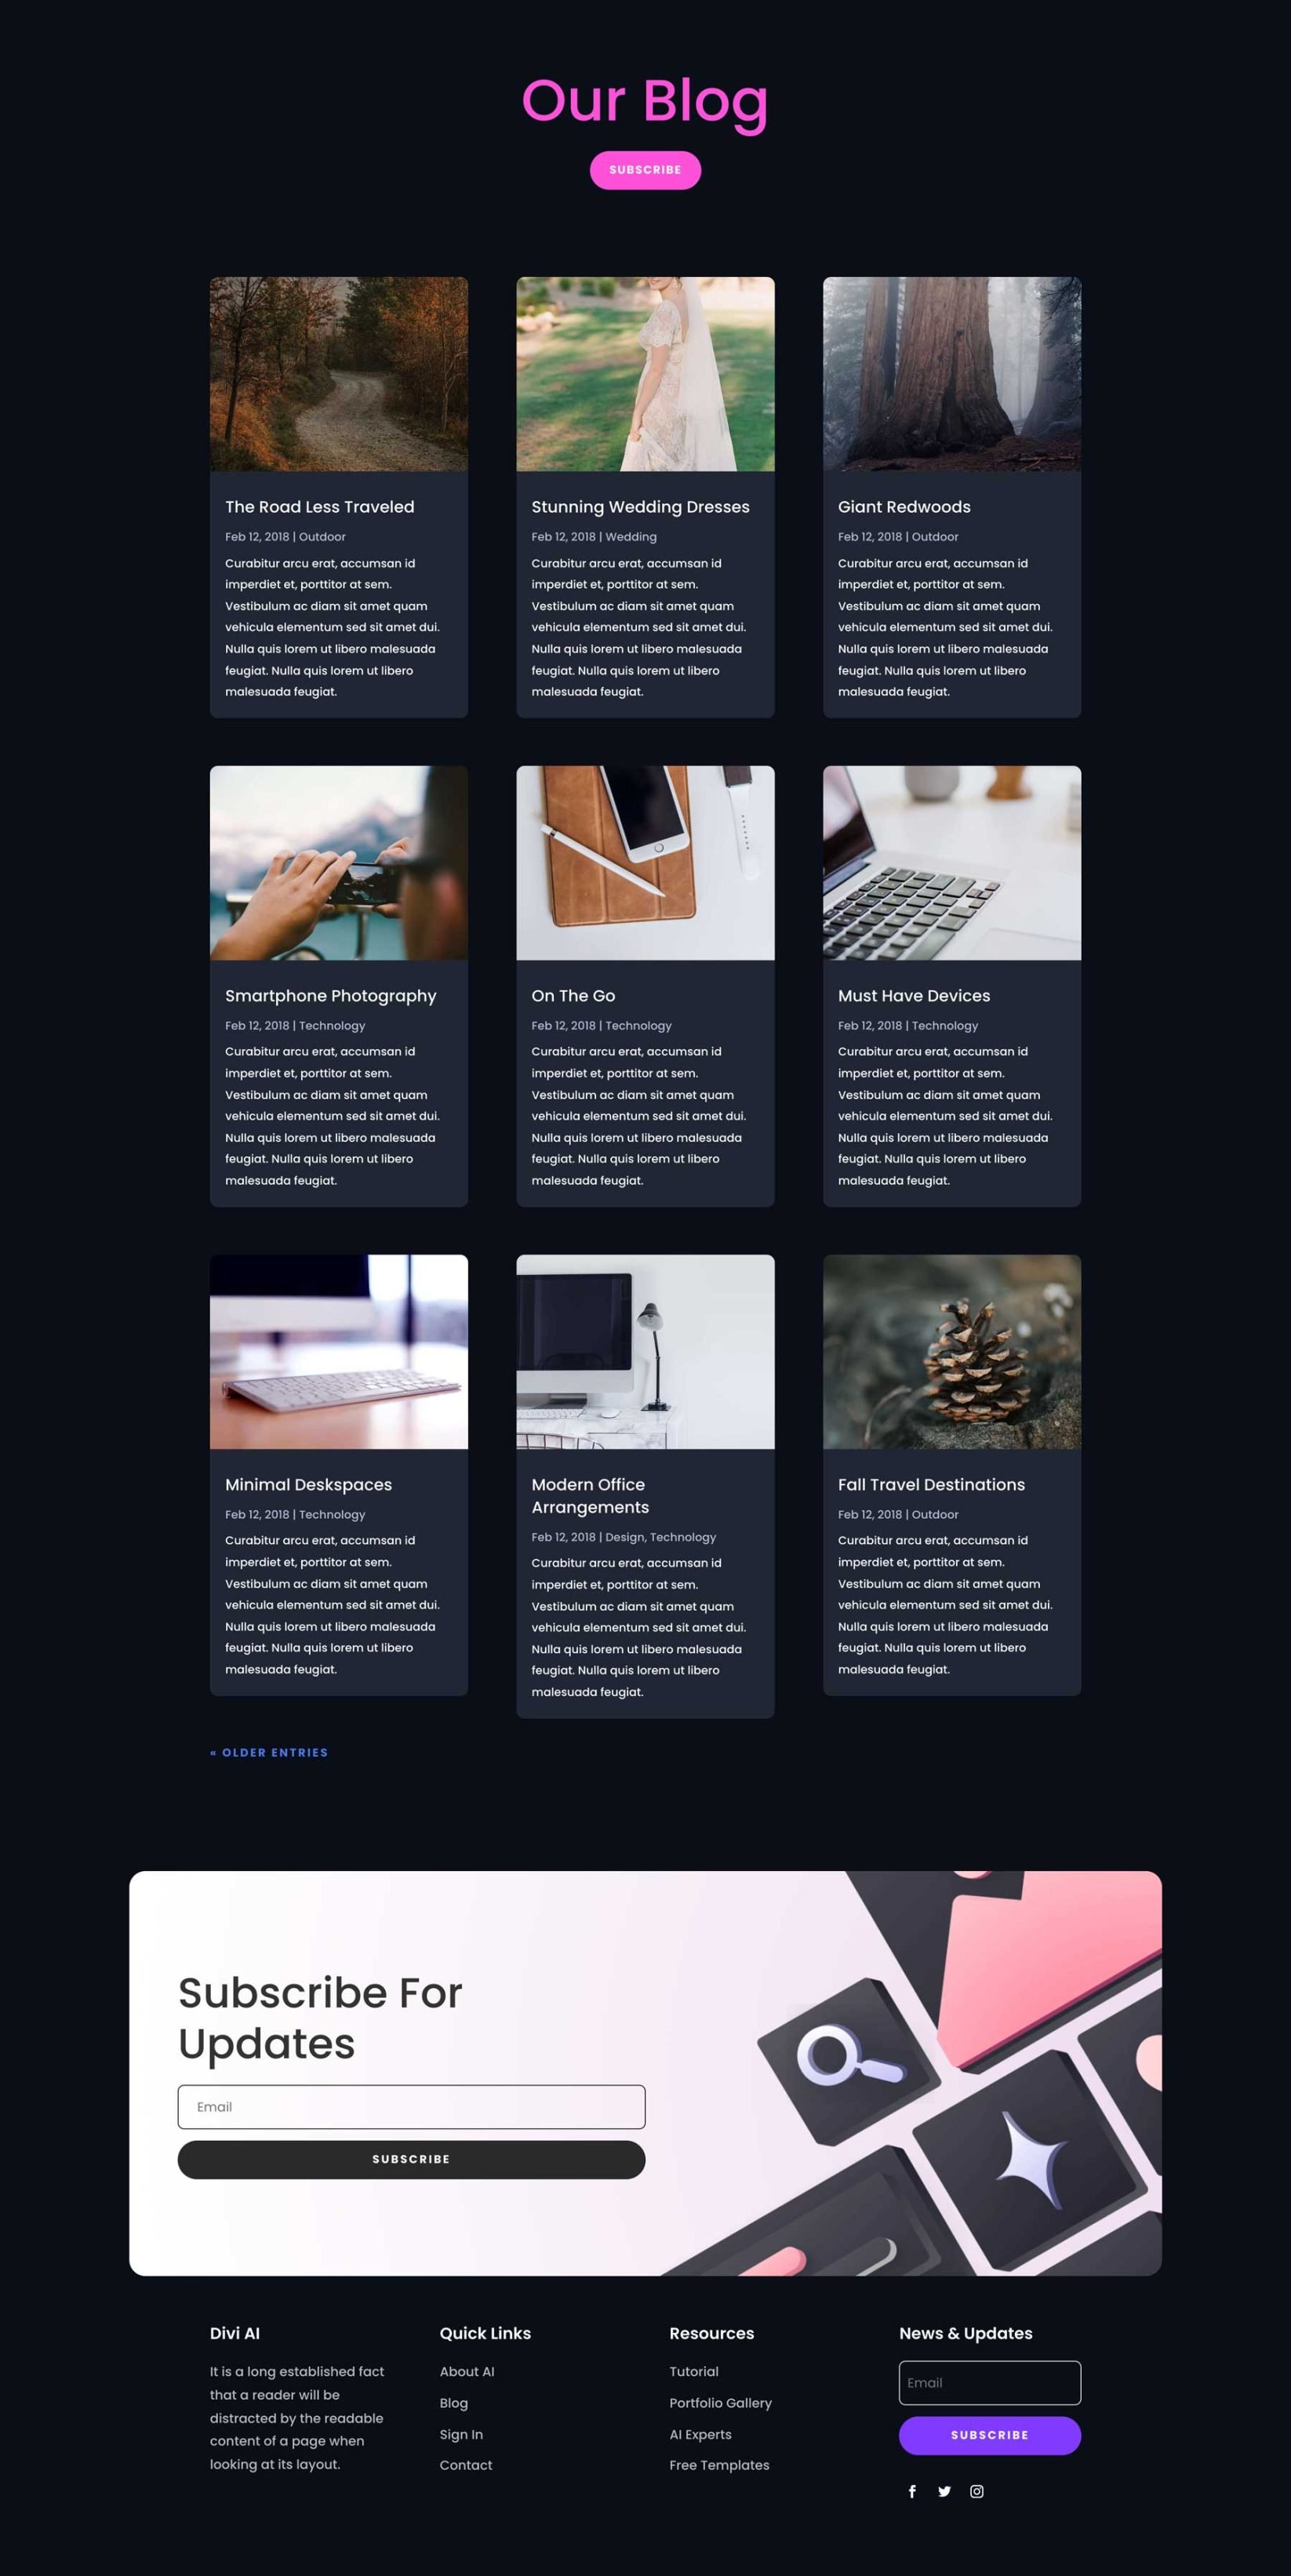 Our Blog
SUBSCRIBE
The Road Less Traveled
Feb 12, 2018 | Outdoor
Curabitur arcu erat, accumsan id
imperdiet et, porttitor at sem.
Vestibulum ac diam sit amet quam
vehicula elementum sed sit amet dui.
Nulla quis lorem ut libero malesuada
feugiat. Nulla quis lorem ut libero
malesuada feugiat.
Stunning Wedding Dresses
Feb 12, 2018 | Wedding
Curabitur arcu erat, accumsan id
imperdiet et, porttitor at sem.
Vestibulum ac diam sit amet quam
vehicula elementum sed sit amet dui.
Nulla quis lorem ut libero malesuada
feugiat. Nulla quis lorem ut libero
malesuada feugiat.
Giant Redwoods
Feb 12, 2018 | Outdoor
Curabitur arcu erat, accumsan id
imperdiet et, porttitor at sem.
Vestibulum ac diam sit amet quam
vehicula elementum sed sit amet dui.
Nulla quis lorem ut libero malesuada
feugiat. Nulla quis lorem ut libero
malesuada feugiat.
Smartphone Photography
Feb 12, 2018 | Technology
Curabitur arcu erat, accumsan id
imperdiet et, porttitor at sem.
Vestibulum ac diam sit amet quam
vehicula elementum sed sit amet dui.
Nulla quis lorem ut libero malesuada
feugiat. Nulla quis lorem ut libero
malesuada feugiat.
On The Go
Feb 12, 2018 | Technology
Curabitur arcu erat, accumsan id
imperdiet et, porttitor at sem.
Vestibulum ac diam sit amet quam
vehicula elementum sed sit amet dui.
Nulla quis lorem ut libero malesuada
feugiat. Nulla quis lorem ut libero
malesuada feugiat.
Must Have Devices
Feb 12, 2018 | Technology
Curabitur arcu erat, accumsan id
imperdiet et, porttitor at sem.
Vestibulum ac diam sit amet quam
vehicula elementum sed sit amet dui.
Nulla quis lorem ut libero malesuada
feugiat. Nulla quis lorem ut libero
malesuada feugiat.
Minimal Deskspaces
Feb 12, 2018 | Technology
Curabitur arcu erat, accumsan id
imperdiet et, porttitor at sem.
Vestibulum ac diam sit amet quam
vehicula elementum sed sit amet dui.
Nulla quis lorem ut libero malesuada
feugiat. Nulla quis lorem ut libero
malesuada feugiat.
Modern Office
Arrangements
Feb 12, 2018 | Design, Technology
Curabitur arcu erat, accumsan id
imperdiet et, porttitor at sem.
Vestibulum ac diam sit amet quam
vehicula elementum sed sit amet dui.
Nulla quis lorem ut libero malesuada
feugiat. Nulla quis lorem ut libero
malesuada feugiat.
Fall Travel Destinations
Feb 12, 2018 | Outdoor
Curabitur arcu erat, accumsan id
imperdiet et, porttitor at sem.
Vestibulum ac diam sit amet quam
vehicula elementum sed sit amet dui.
Nulla quis lorem ut libero malesuada
feugiat. Nulla quis lorem ut libero
malesuada feugiat.
« OLDER ENTRIES
Subscribe For
Updates
Email
SUBSCRIBE
Divi AI
It is a long established fact
that a reader will be
distracted by the readable
content of a page when
looking at its layout.
Quick Links
About AI
Blog
Sign In
Contact
Resources
Tutorial
Portfolio Gallery
AI Experts
Free Templates
News & Updates
Email
SUBSCRIBE